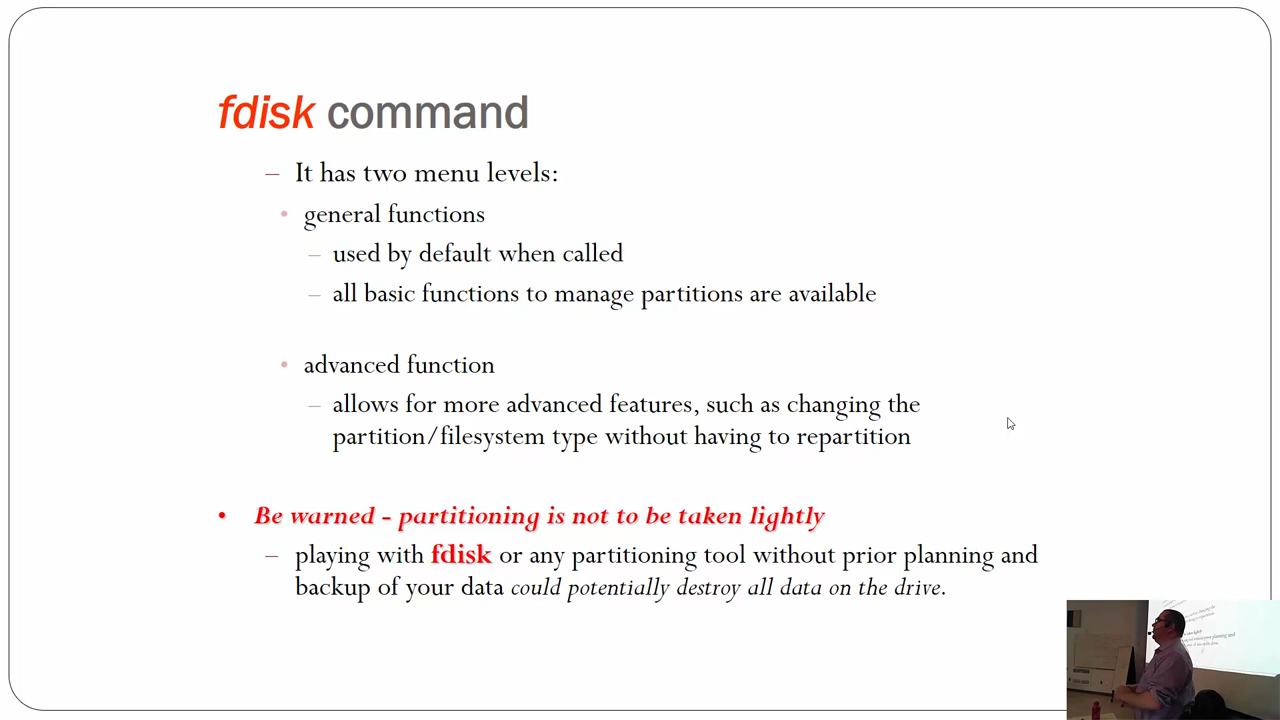 fdisk command
– It has two menu levels:
• general functions
– used by default when called
– all basic functions to manage partitions are available
• advanced function
– allows for more advanced features, such as changing the
partition/filesystem type without having to repartition
• Be warned - partitioning is not to be taken lightly
– playing with fdisk or any partitioning tool without prior planning and
backup of your data could potentially destroy all data on the drive.